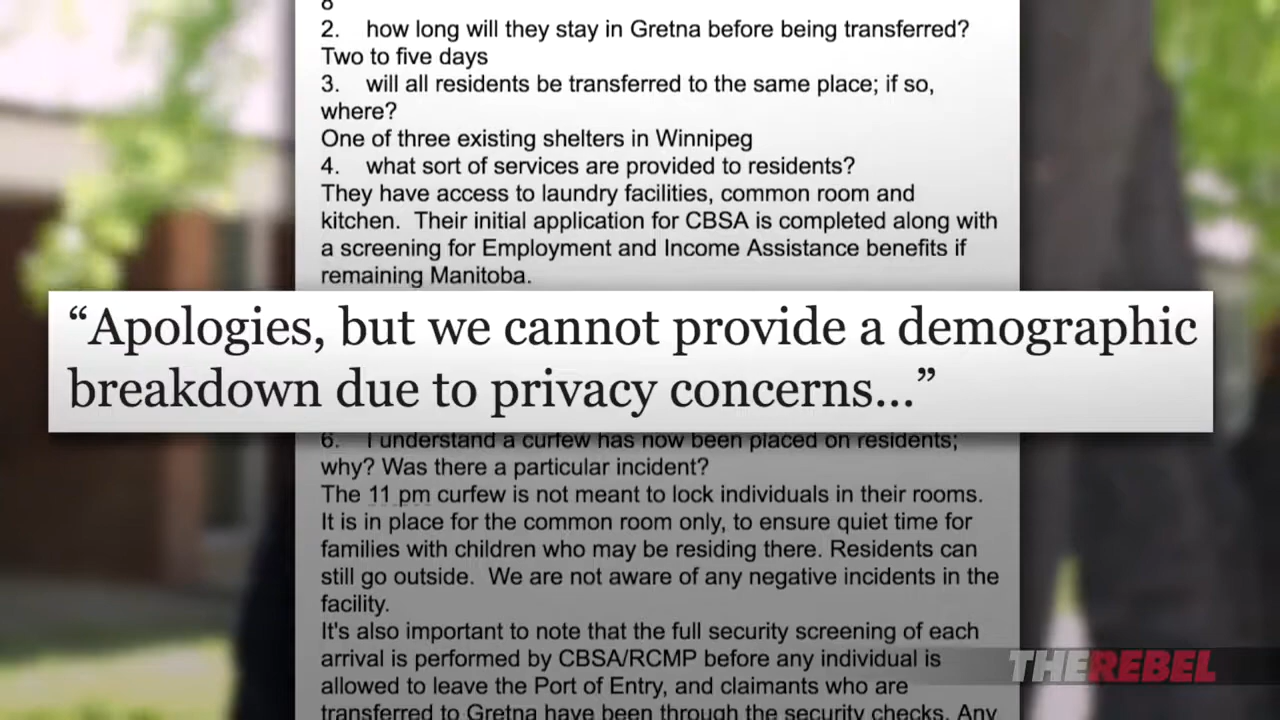 8
2. how long will they stay in Gretna before being transferred?
Two to five days
3. will all residents be transferred to the same place; if so,
where?
One of three existing shelters in Winnipeg
4. what sort of services are provided to residents?
They have access to laundry facilities, common room and
kitchen. Their initial application for CBSA is completed along with
a screening for Employment and Income Assistance benefits if
remaining Manitoba.
“Apologies, but we cannot provide a demographic
breakdown due to privacy concerns...”
6. I understand a curfew has now been placed on residents;
why? Was there a particular incident?
The 11 pm curfew is not meant to lock individuals in their rooms.
It is in place for the common room only, to ensure quiet time for
families with children who may be residing there. Residents can
still go outside. We are not aware of any negative incidents in the
facility.
It's also important to note that the full security screening of each
arrival is performed by CBSA/RCMP before any individual is
allowed to leave the Port of Entry, and claimants who are
transferred to Gretna have been through the security checks. Any
THEREBEL